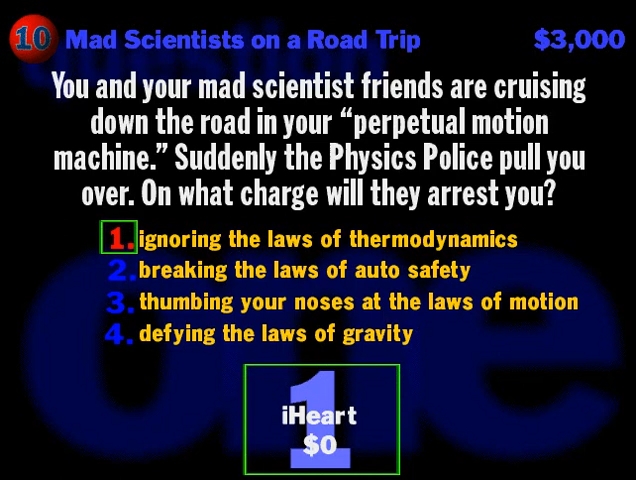 10 Mad Scientists on a Road Trip $3,000
You and your mad scientist friends are cruising
down the road in your “perpetual motion
machine.” Suddenly the Physics Police pull you
over. On what charge will they arrest you?
1. ignoring the laws of thermodynamics
2. breaking the laws of auto safety
3. thumbing your noses at the laws of motion
4. defying the laws of gravity
1
iHeart
$0
question
one